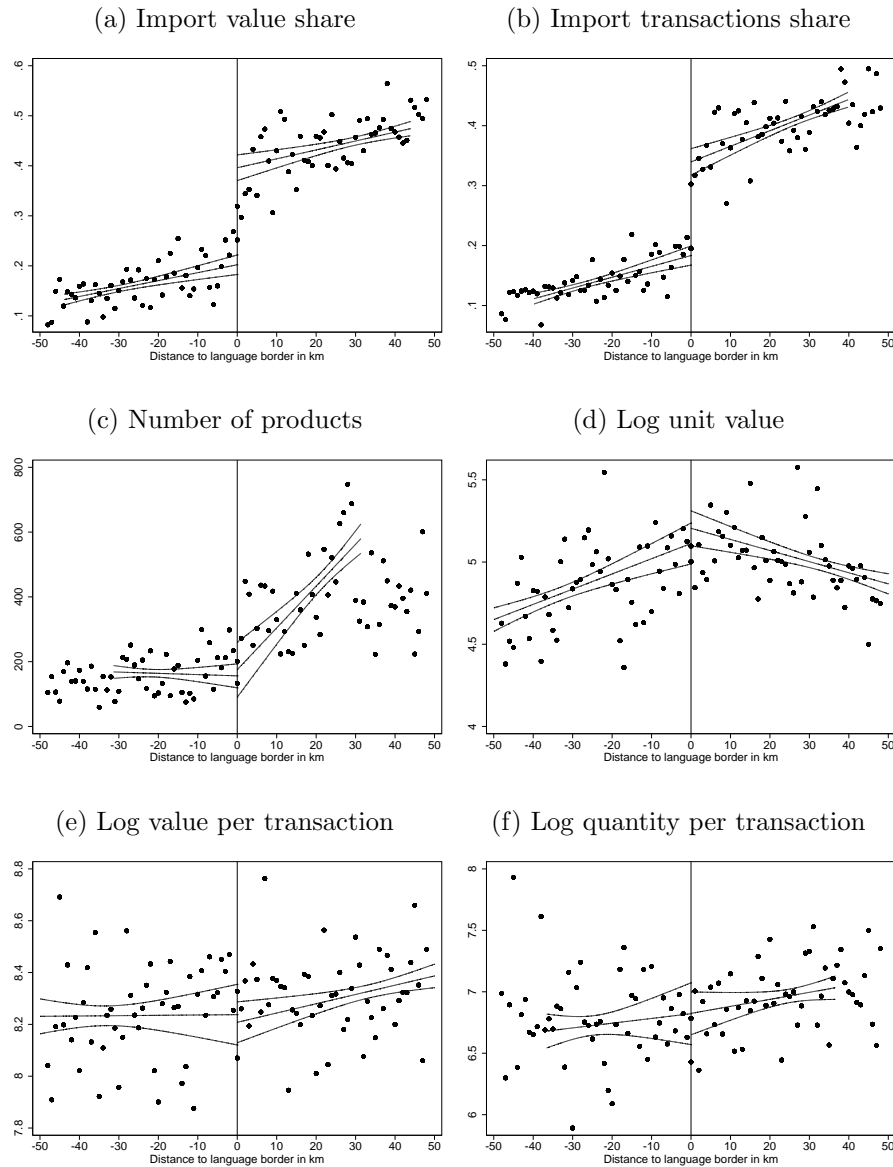 (a) Import value share
(b) Import transactions share
.6
.5
.4
.3
.2
.1
-50 -40 -30 -20 -10 0 10 20 30 40 50
Distance to language border in km
.5
.4
.3
.2
.1
-50 -40 -30 -20 -10 0 10 20 30 40 50
Distance to language border in km
(c) Number of products
(d) Log unit value
800
600
400
200
0
-50 -40 -30 -20 -10 0 10 20 30 40 50
Distance to language border in km
5.5
5
4.5
4
-50 -40 -30 -20 -10 0 10 20 30 40 50
Distance to language border in km
(e) Log value per transaction
(f) Log quantity per transaction
8.8
8.6
8.4
8.2
8
7.8
-50 -40 -30 -20 -10 0 10 20 30 40 50
Distance to language border in km
8
7.5
7
6.5
6
-50 -40 -30 -20 -10 0 10 20 30 40 50
Distance to language border in km